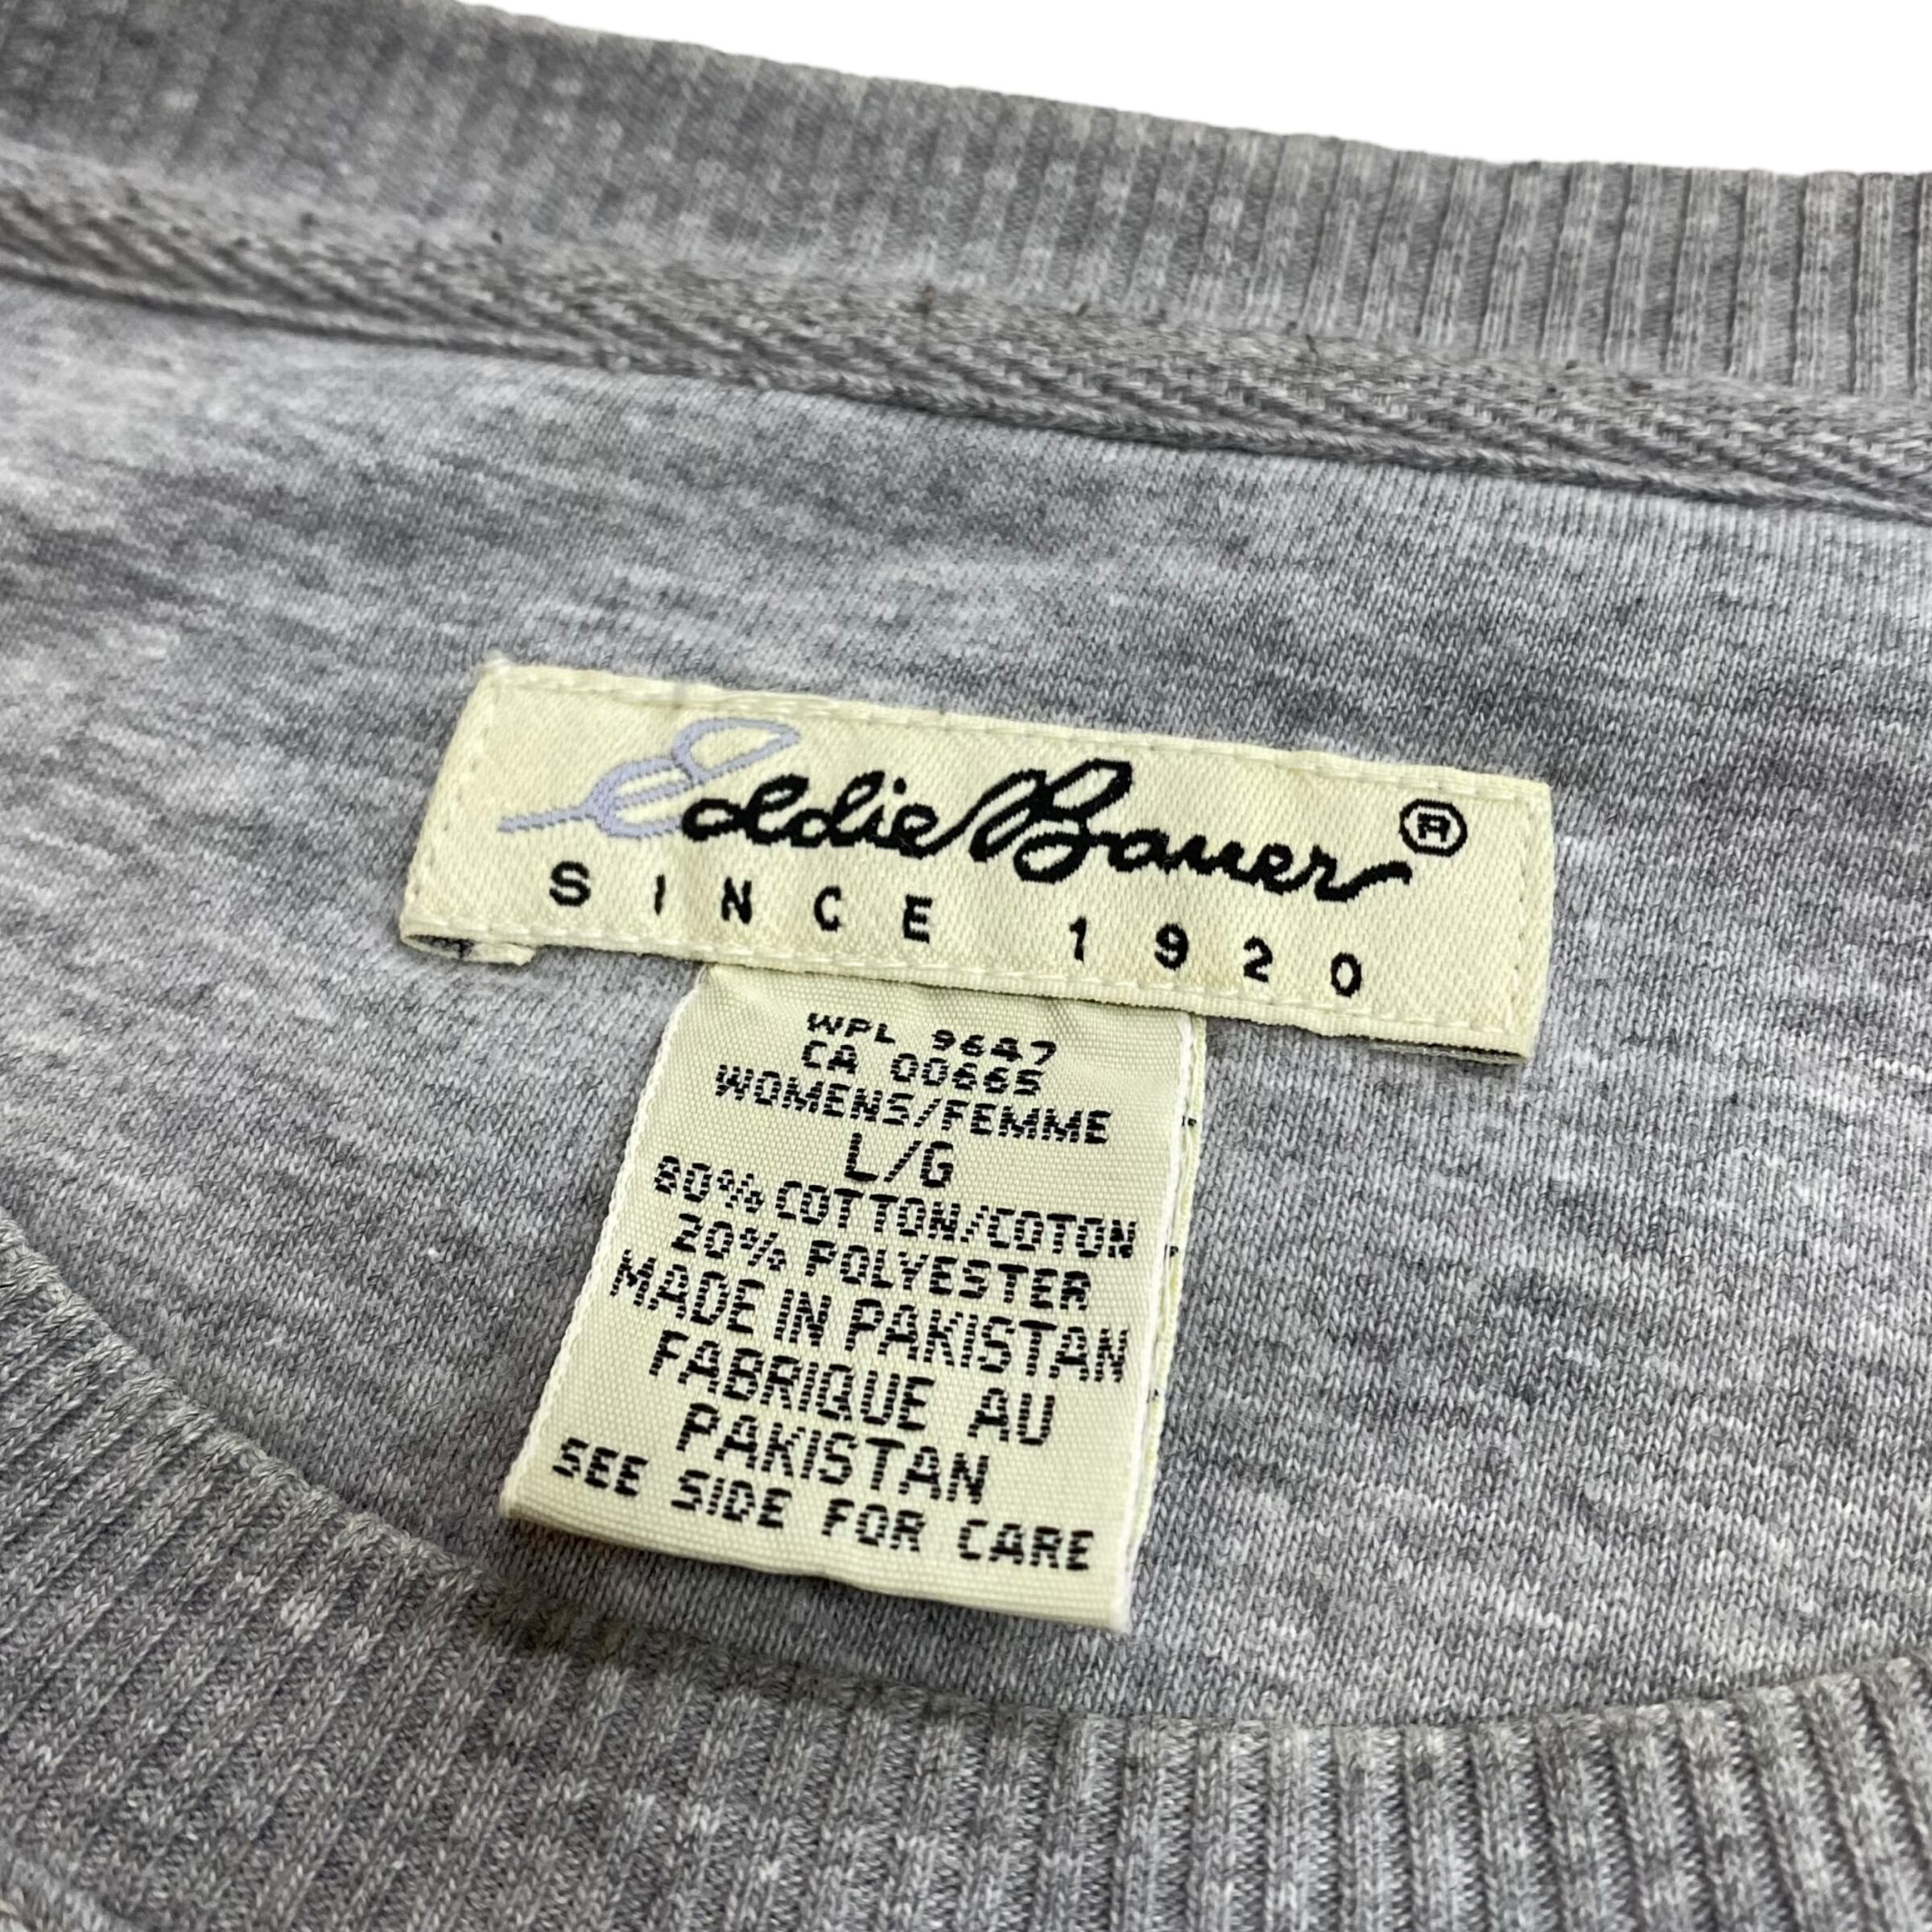 Eddie Bauer ®
SINCE 1920
WPL 9647
CA 00665
WOMENS/FEMME
L/G
80% COTTON/COTON
20% POLYESTER
MADE IN PAKISTAN
FABRIQUE AU
PAKISTAN
SEE SIDE FOR CARE